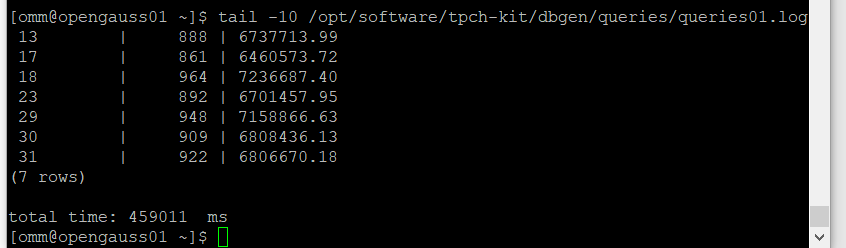 [omm@opengauss01 ~]$ tail -10 /opt/software/tpch-kit/dbgen/queries/queries01.log
 13         |     888 | 6737713.99
 17         |     861 | 6460573.72
 18         |     964 | 7236687.40
 23         |     892 | 6701457.95
 29         |     948 | 7158866.63
 30         |     909 | 6808436.13
 31         |     922 | 6806670.18
(7 rows)

total time: 459011  ms
[omm@opengauss01 ~]$